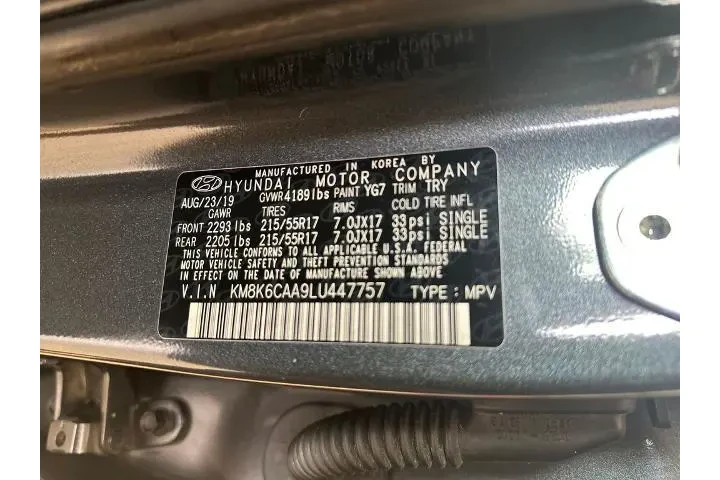 MANUFACTURED IN KOREA BY
HYUNDAI MOTOR COMPANY
AUG/23/19 GVWR 4189lbs PAINT YG7 TRIM TRY
GAWR TIRES RIMS COLD TIRE INFL
FRONT 2293 lbs 215/55R17 7.0JX17 33psi SINGLE
REAR 2205 lbs 215/55R17 7.0JX17 33psi SINGLE
THIS VEHICLE CONFORMS TO ALL APPLICABLE U.S.A. FEDERAL
MOTOR VEHICLE SAFETY, BUMPER, AND THEFT PREVENTION
STANDARDS IN EFFECT ON THE DATE OF MANUFACTURE SHOWN ABOVE.
V.I.N KM8K6CAA9LU447757 TYPE : MPV